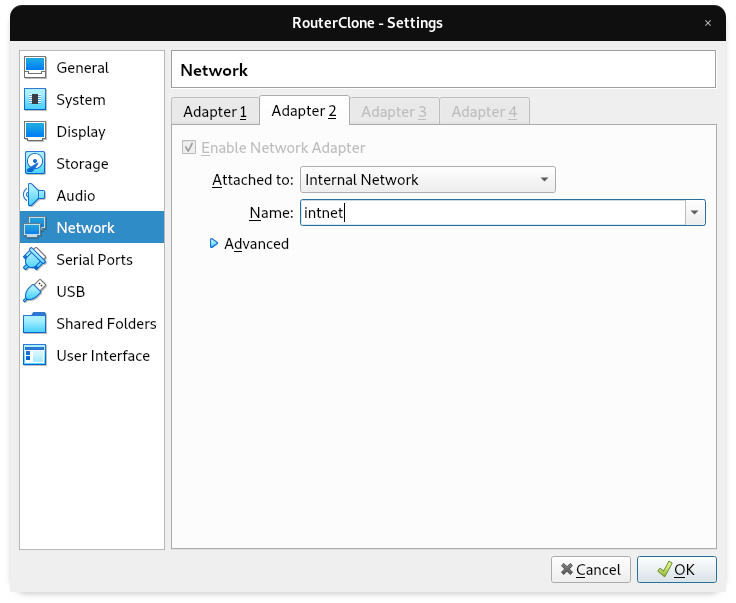 RouterClone - Settings
General
System
Display
Storage
Audio
Network
Serial Ports
USB
Shared Folders
User Interface
Network
Adapter 1 Adapter 2 Adapter 3 Adapter 4
Enable Network Adapter
Attached to: Internal Network
Name: intnet
Advanced
Cancel OK